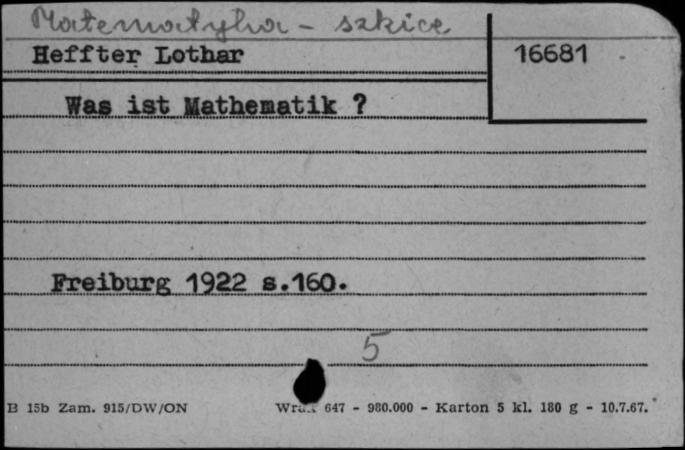 Matematyka - szkice
Heffter Lothar
16681
Was ist Mathematik ?
Freiburg 1922 s.160.
5
B 15b Zam. 915/DW/ON
647 - 980.000 - Karton 5 kl. 180 g - 10.7.67.